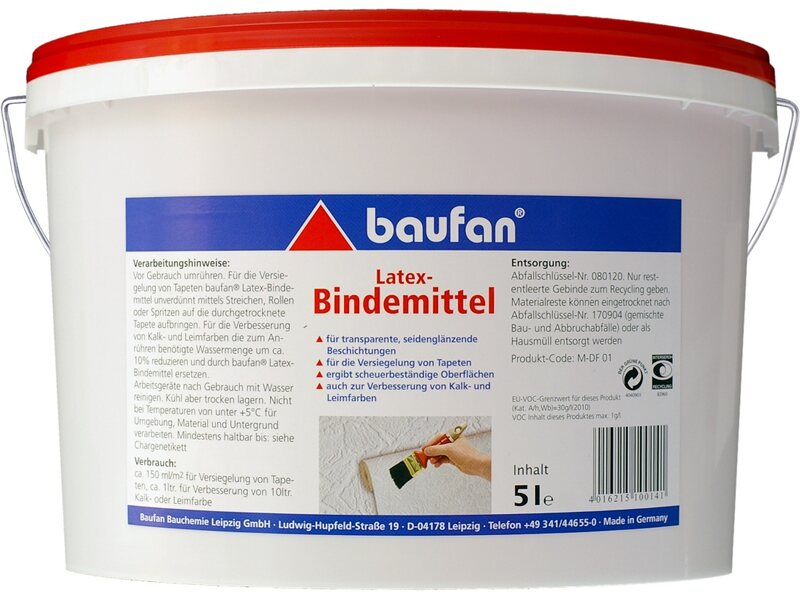 baufan®
Latex-
Bindemittel
für transparente, seidenglänzende
Beschichtungen
für die Versiegelung von Tapeten
ergibt scheuerbeständige Oberflächen
auch zur Verbesserung von Kalk- und
Leimfarben
Verarbeitungshinweise:
Vor Gebrauch umrühren. Für die Versie-
gelung von Tapeten baufan® Latex-Binde-
mittel unverdünnt mittels Streichen, Rollen
oder Spritzen auf die durchgetrocknete
Tapete aufbringen. Für die Verbesserung
von Kalk- und Leimfarben die zum An-
rühren benötigte Wassermenge um ca.
10% reduzieren und durch baufan® Latex-
Bindemittel ersetzen.
Arbeitsgeräte nach Gebrauch mit Wasser
reinigen. Kühl aber trocken lagern. Nicht
bei Temperaturen von unter +5°C für
Umgebung, Material und Untergrund
verarbeiten. Mindestens haltbar bis: siehe
Chargenetikett
Verbrauch:
ca. 150 ml/m² für Versiegelung von Tape-
ten, ca. 1ltr. für Verbesserung von 10ltr.
Kalk- oder Leimfarbe
Entsorgung:
Abfallschlüssel-Nr. 080120. Nur rest-
entleerte Gebinde zum Recycling geben.
Materialreste können eingetrocknet nach
Abfallschlüssel-Nr. 170904 (gemischte
Bau- und Abbruchabfälle) oder als
Hausmüll entsorgt werden
Produkt-Code: M-DF 01
DER GRÜNE PUNKT
INTERSEROH
RECYCLING
EU-VOC-Grenzwert für dieses Produkt
(Kat. A/h,Wb)=30g/l(2010)
VOC Inhalt dieses Produktes max. 1g/l
Inhalt
5 l e
4 016215 100141
Baufan Bauchemie Leipzig GmbH · Ludwig-Hupfeld-Straße 19 · D-04178 Leipzig · Telefon +49 341/44655-0 · Made in Germany